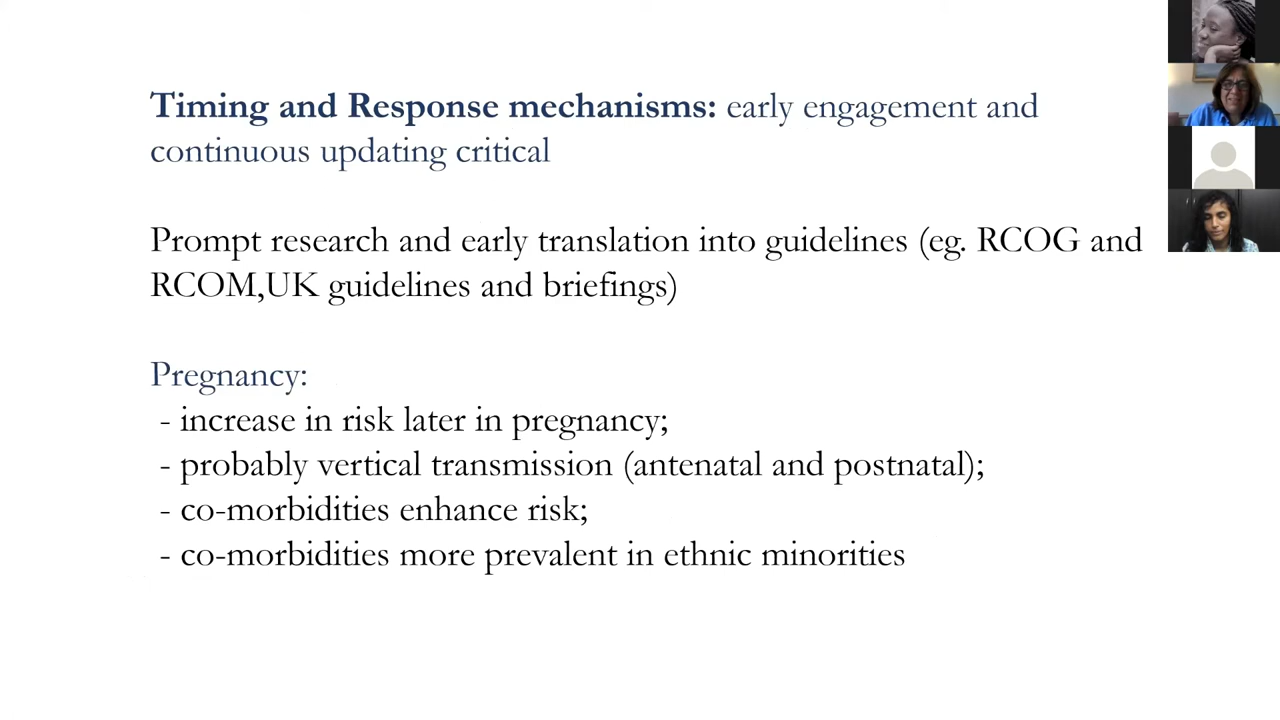 Timing and Response mechanisms: early engagement and
continuous updating critical
Prompt research and early translation into guidelines (eg. RCOG and
RCOM,UK guidelines and briefings)
Pregnancy:
- increase in risk later in pregnancy;
- probably vertical transmission (antenatal and postnatal);
- co-morbidities enhance risk;
- co-morbidities more prevalent in ethnic minorities